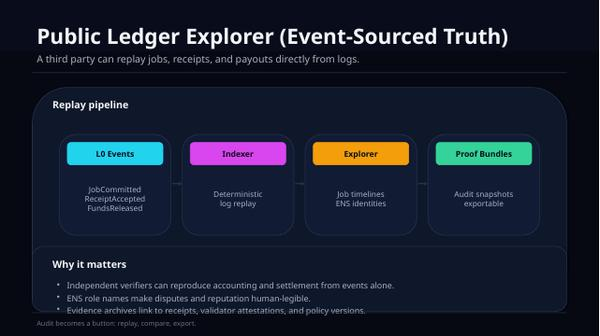 Public Ledger Explorer (Event-Sourced Truth)
A third party can replay jobs, receipts, and payouts directly from logs.
Replay pipeline
L0 Events
JobCommitted
ReceiptAccepted
FundsReleased
Indexer
Deterministic
log replay
Explorer
Job timelines
ENS identities
Proof Bundles
Audit snapshots
exportable
Why it matters
• Independent verifiers can reproduce accounting and settlement from events alone.
• ENS role names make disputes and reputation human-legible.
• Evidence archives link to receipts, validator attestations, and policy versions.
Audit becomes a button: replay, compare, export.